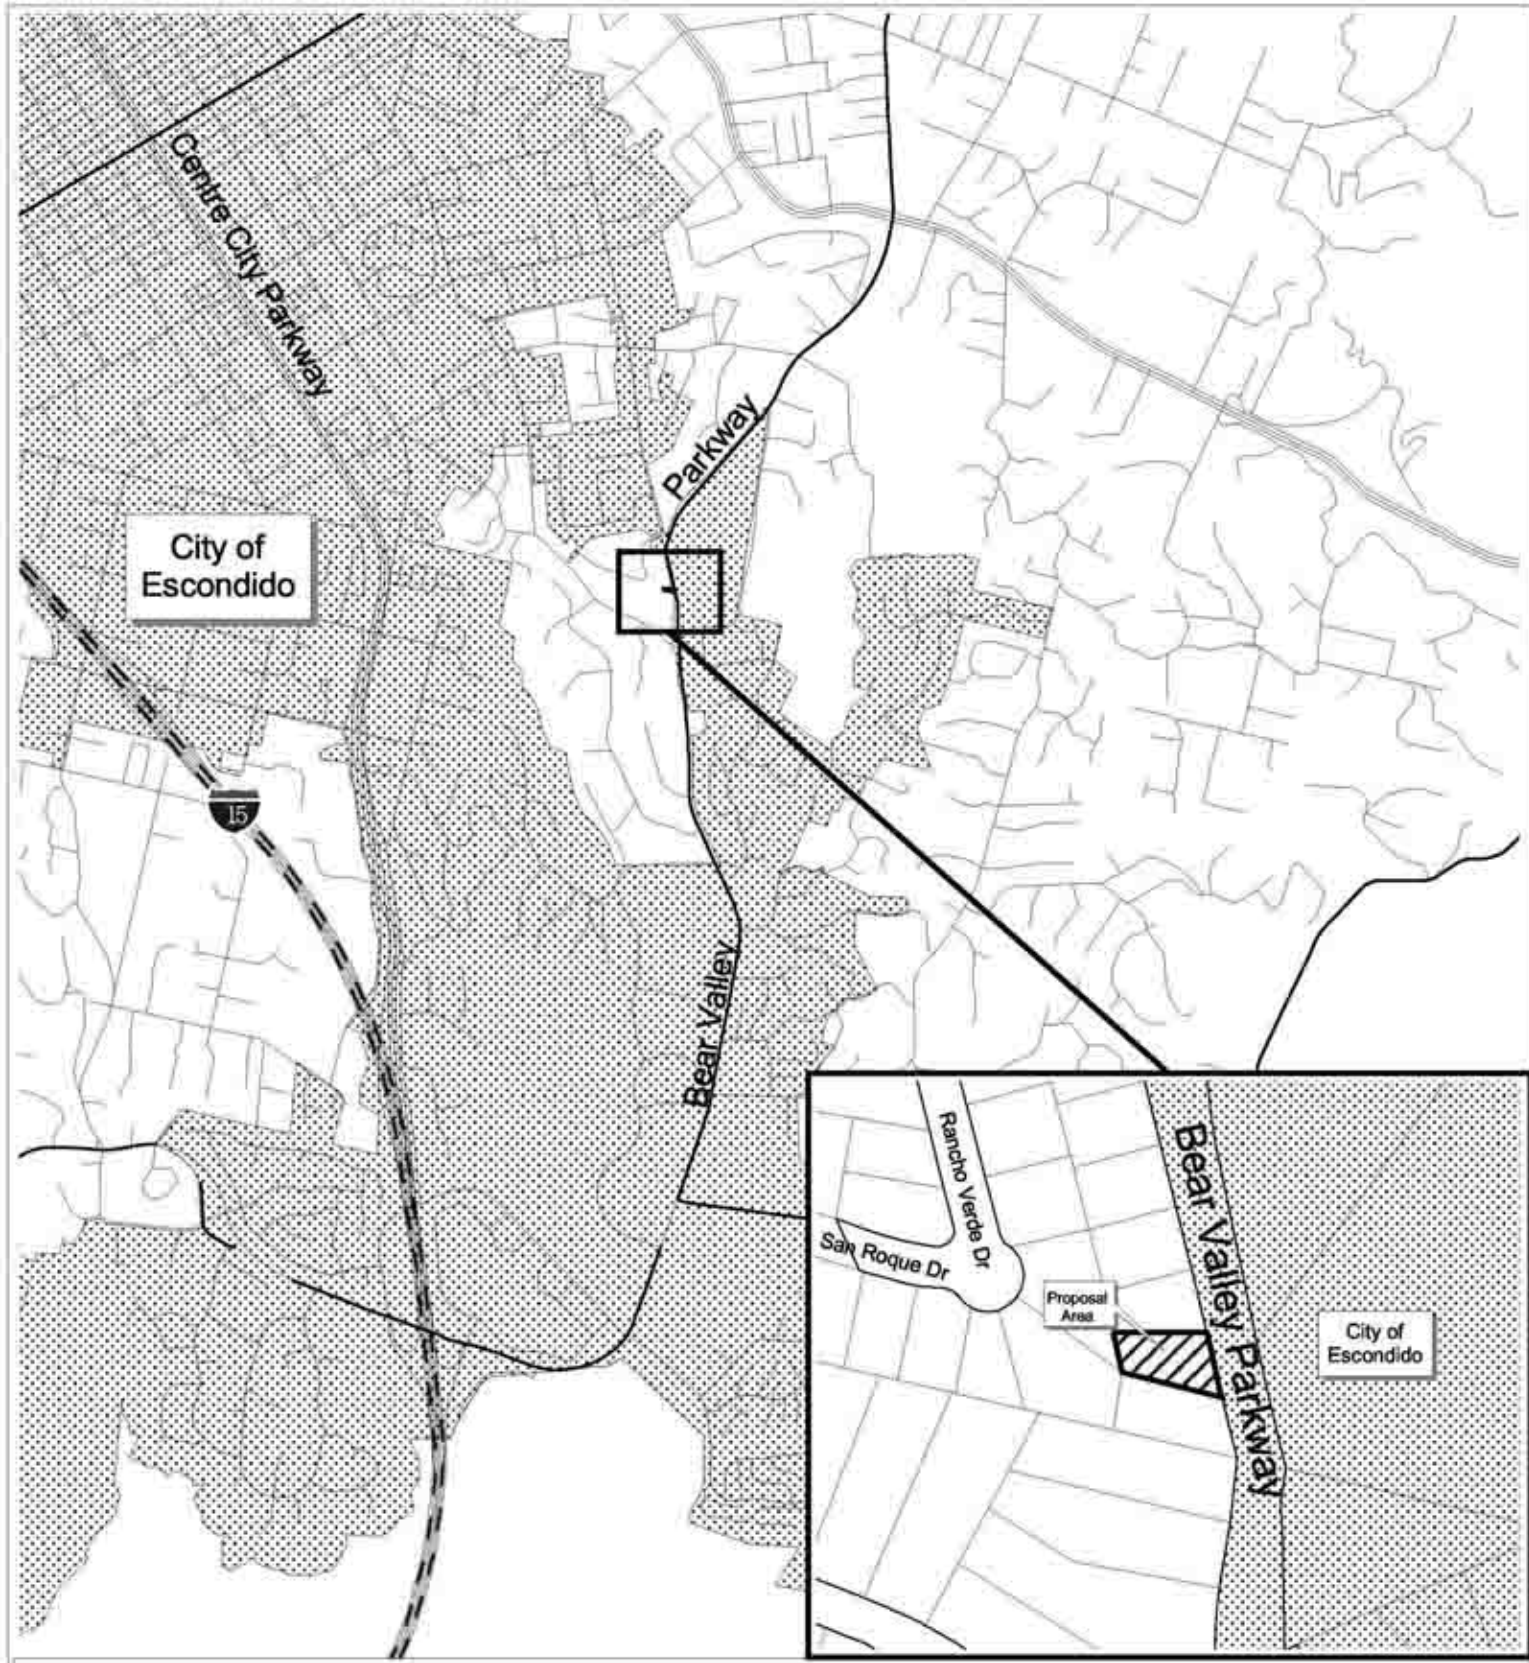 Centre City Parkway
Parkway
City of
Escondido
15
Bear Valley
Rancho Verde Dr
San Roque Dr
Bear Valley Parkway
Proposal
Area
City of
Escondido